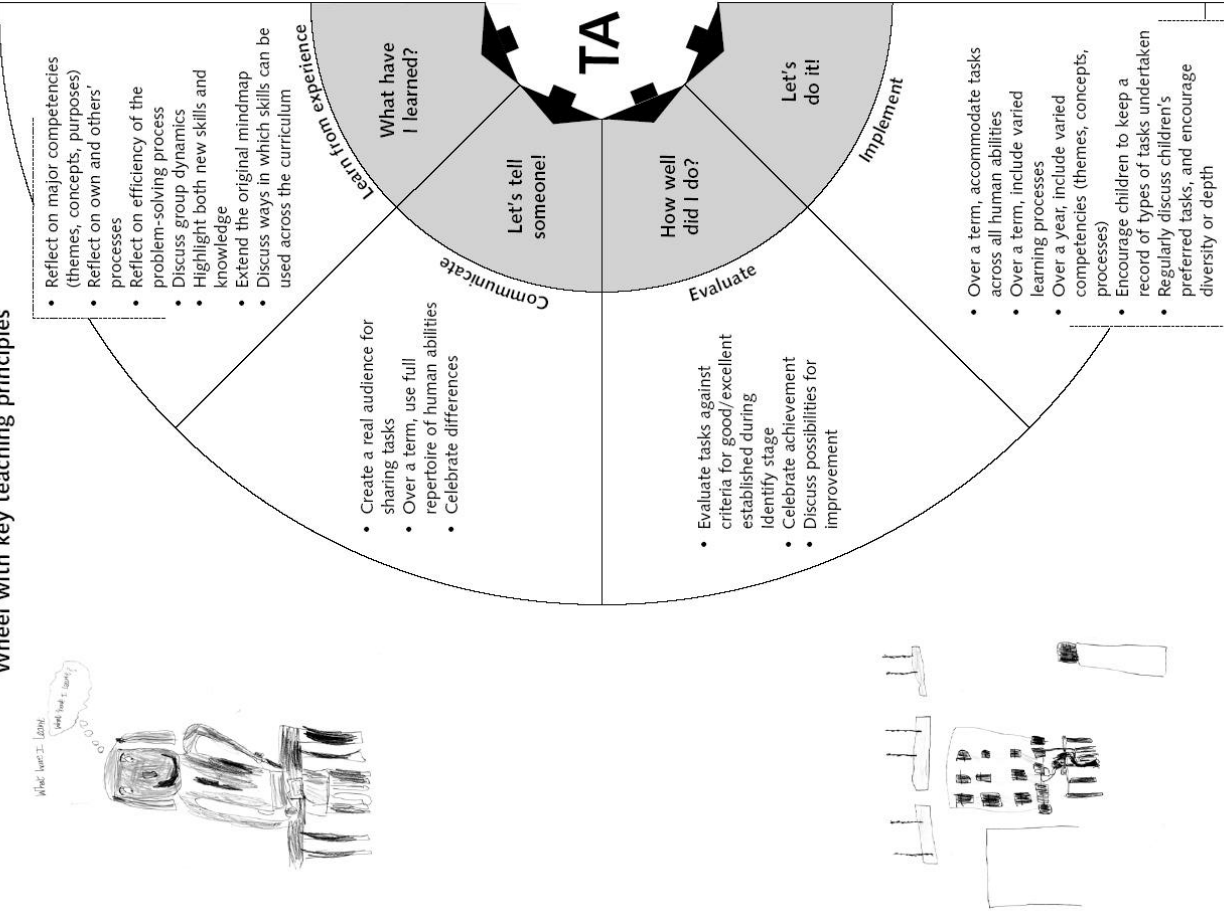 Wheel with key teaching principles
• Reflect on major competencies
(themes, concepts, purposes)
• Reflect on own and others'
processes
• Reflect on efficiency of the
problem-solving process
• Discuss group dynamics
• Highlight both new skills and
knowledge
• Extend the original mindmap
• Discuss ways in which skills can be
used across the curriculum
Learn from experience
What have
I learned?
TA
• Create a real audience for
sharing tasks
• Over a term, use full
repertoire of human abilities
• Celebrate differences
Communicate
Let's tell
someone!
• Evaluate tasks against
criteria for good/excellent
established during
Identify stage
• Celebrate achievement
• Discuss possibilities for
improvement
Evaluate
How well
did I do?
Let's
do it!
Implement
• Over a term, accommodate tasks
across all human abilities
• Over a term, include varied
learning processes
• Over a year, include varied
competencies (themes, concepts,
processes)
• Encourage children to keep a
record of types of tasks undertaken
• Regularly discuss children's
preferred tasks, and encourage
diversity or depth
What have I learnt